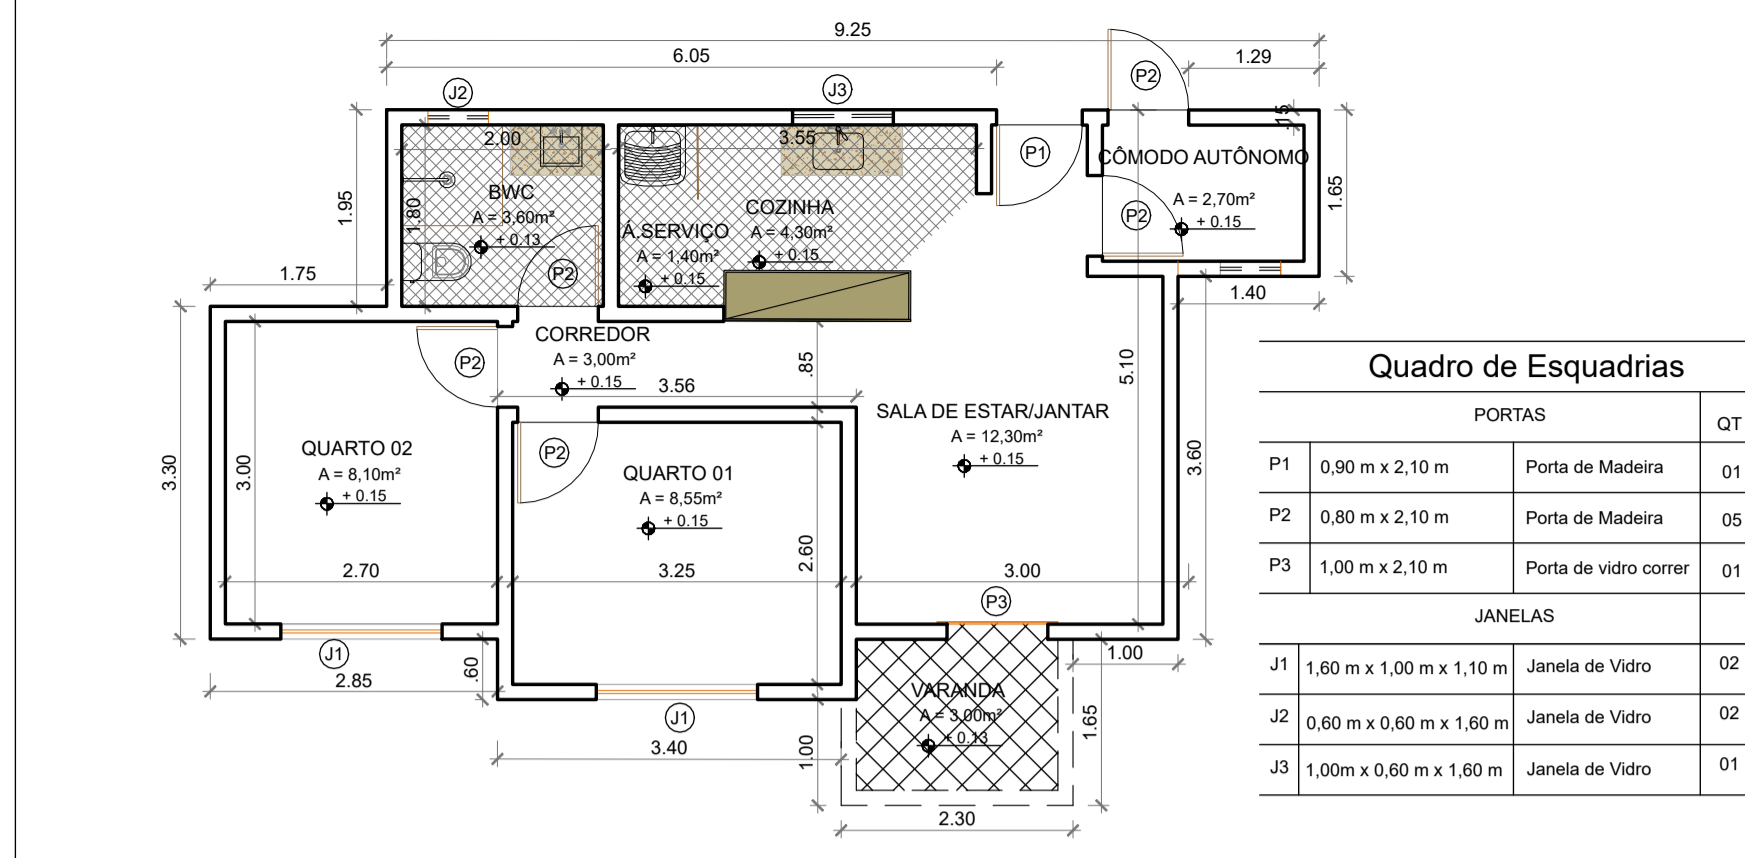 9.25
6.05
1.29
P2
J2
J3
.15
2.00
3.55
P1
CÔMODO AUTÔNOMO
A = 2,70m²
+ 0.15
P2
1.65
1.95
1.80
BWC
A = 3,60m²
+ 0.13
P2
COZINHA
A = 4,30m²
+ 0.15
Á.SERVIÇO
A = 1,40m²
+ 0.15
1.75
1.40
CORREDOR
A = 3,00m²
+ 0.15
P2
3.56
.85
5.10
3.60
SALA DE ESTAR/JANTAR
A = 12,30m²
+ 0.15
3.30
3.00
QUARTO 02
A = 8,10m²
+ 0.15
P2
QUARTO 01
A = 8,55m²
+ 0.15
2.60
2.70
3.25
3.00
P3
J1
2.85
.60
1.00
VARANDA
A = 3,00m²
+ 0.13
1.65
J1
3.40
1.00
2.30
Quadro de Esquadrias
PORTAS QT
P1 0,90 m x 2,10 m Porta de Madeira 01
P2 0,80 m x 2,10 m Porta de Madeira 05
P3 1,00 m x 2,10 m Porta de vidro correr 01
JANELAS
J1 1,60 m x 1,00 m x 1,10 m Janela de Vidro 02
J2 0,60 m x 0,60 m x 1,60 m Janela de Vidro 02
J3 1,00m x 0,60 m x 1,60 m Janela de Vidro 01